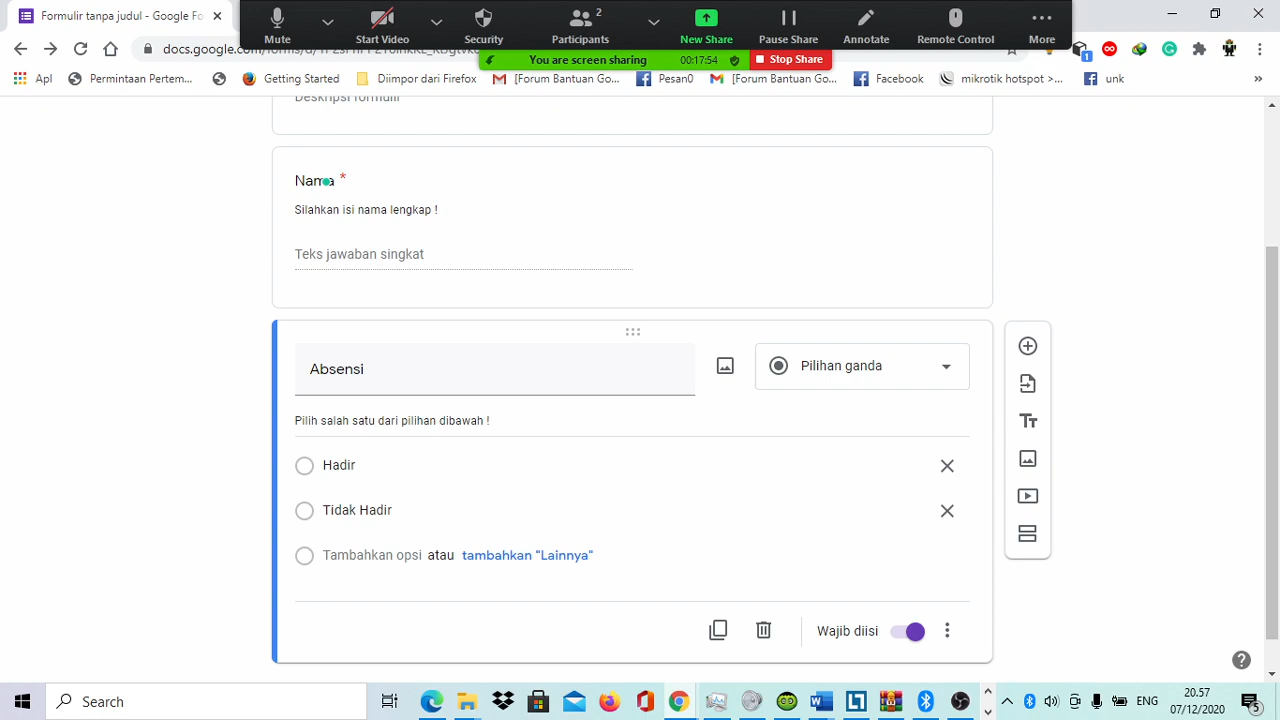 Formulir tanpa judul - Google Fo
Mute
Start Video
Security
2
Participants
New Share
Pause Share
Annotate
Remote Control
More
You are screen sharing
00:17:54
Stop Share
1
Apl
Permintaan Pertem...
Getting Started
Diimpor dari Firefox
[Forum Bantuan Go...
Pesan0
[Forum Bantuan Go...
Facebook
mikrotik hotspot >...
unk
»
Deskripsi formulir
Nama *
Silahkan isi nama lengkap !
Teks jawaban singkat
Absensi
Pilihan ganda
Pilih salah satu dari pilihan dibawah !
Hadir
Tidak Hadir
Tambahkan opsi atau tambahkan "Lainnya"
Wajib diisi
Search
ENG
20.57
07/12/2020
5